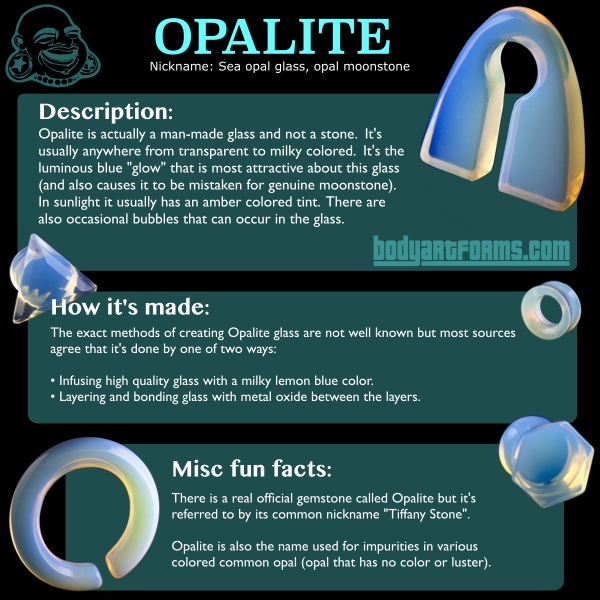 OPALITE
Nickname: Sea opal glass, opal moonstone
Description:
Opalite is actually a man-made glass and not a stone. It's
usually anywhere from transparent to milky colored. It's the
luminous blue "glow" that is most attractive about this glass
(and also causes it to be mistaken for genuine moonstone).
In sunlight it usually has an amber colored tint. There are
also occasional bubbles that can occur in the glass.
bodyartforms.com
How it's made:
The exact methods of creating Opalite glass are not well known but most sources
agree that it's done by one of two ways:
• Infusing high quality glass with a milky lemon blue color.
• Layering and bonding glass with metal oxide between the layers.
Misc fun facts:
There is a real official gemstone called Opalite but it's
referred to by its common nickname "Tiffany Stone".
Opalite is also the name used for impurities in various
colored common opal (opal that has no color or luster).